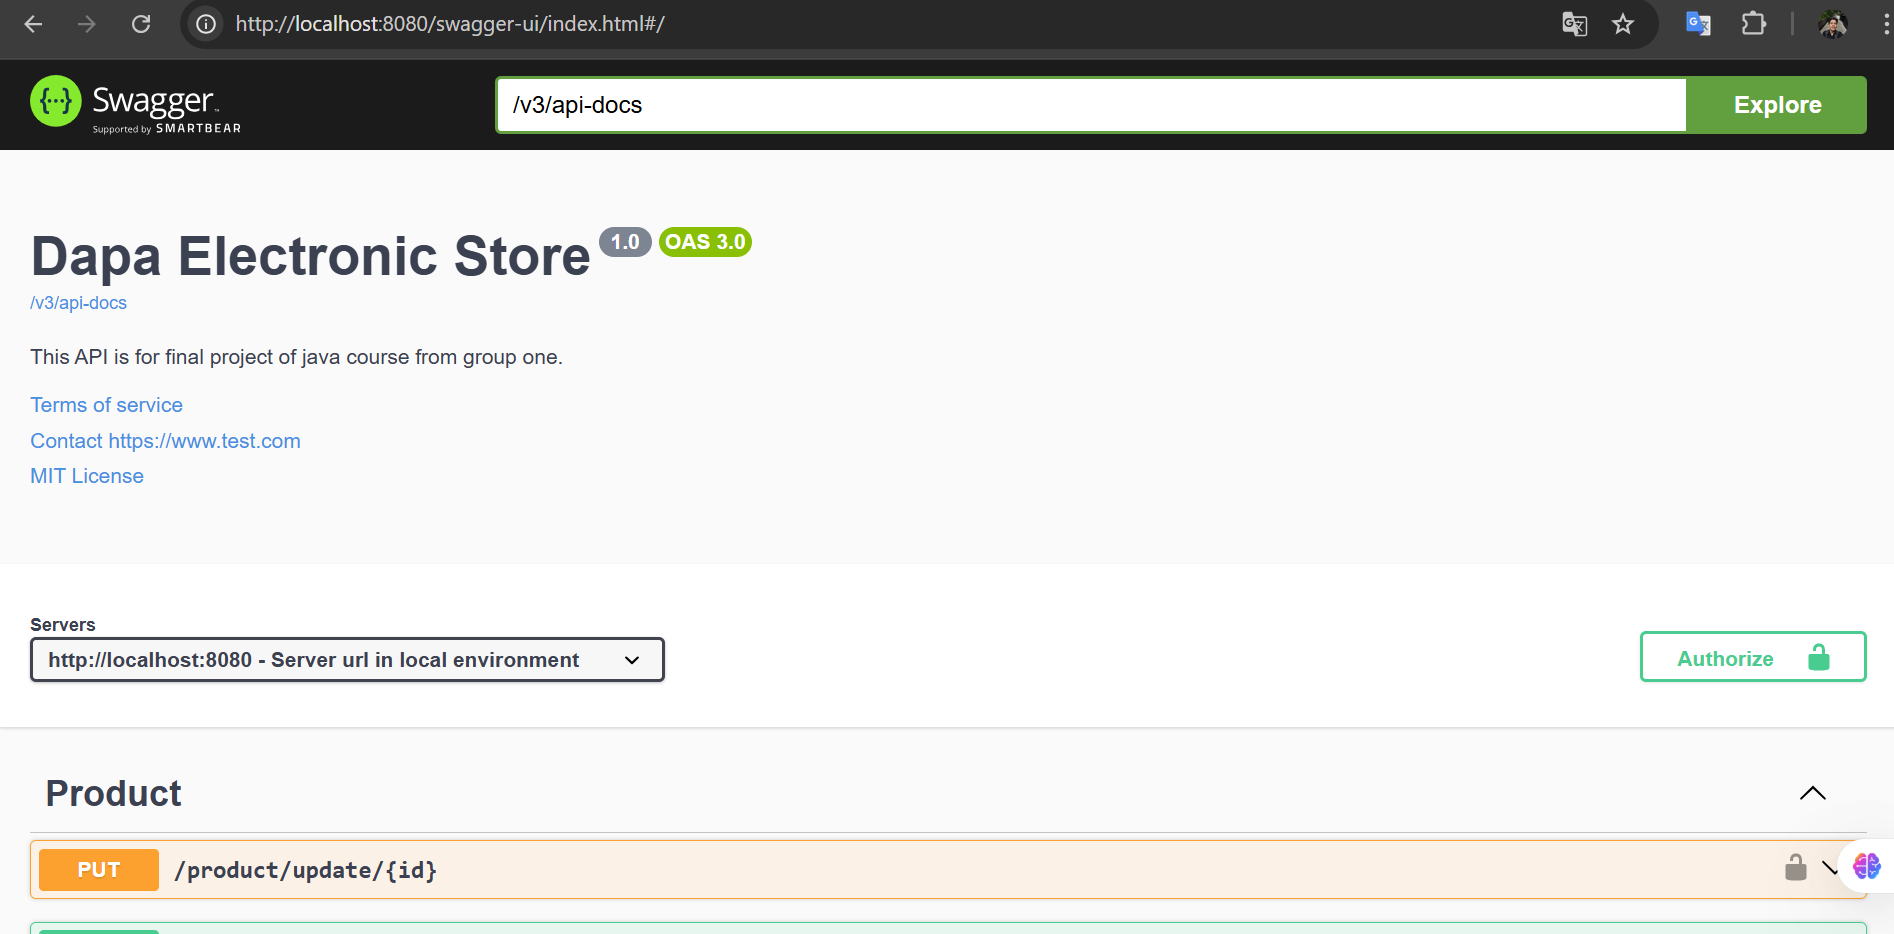 http://localhost:8080/swagger-ui/index.html#/
Swagger
Supported by SMARTBEAR
/v3/api-docs
Explore
Dapa Electronic Store 1.0 OAS 3.0
/v3/api-docs
This API is for final project of java course from group one.
Terms of service
Contact https://www.test.com
MIT License
Servers
http://localhost:8080 - Server url in local environment
Authorize
Product
PUT /product/update/{id}